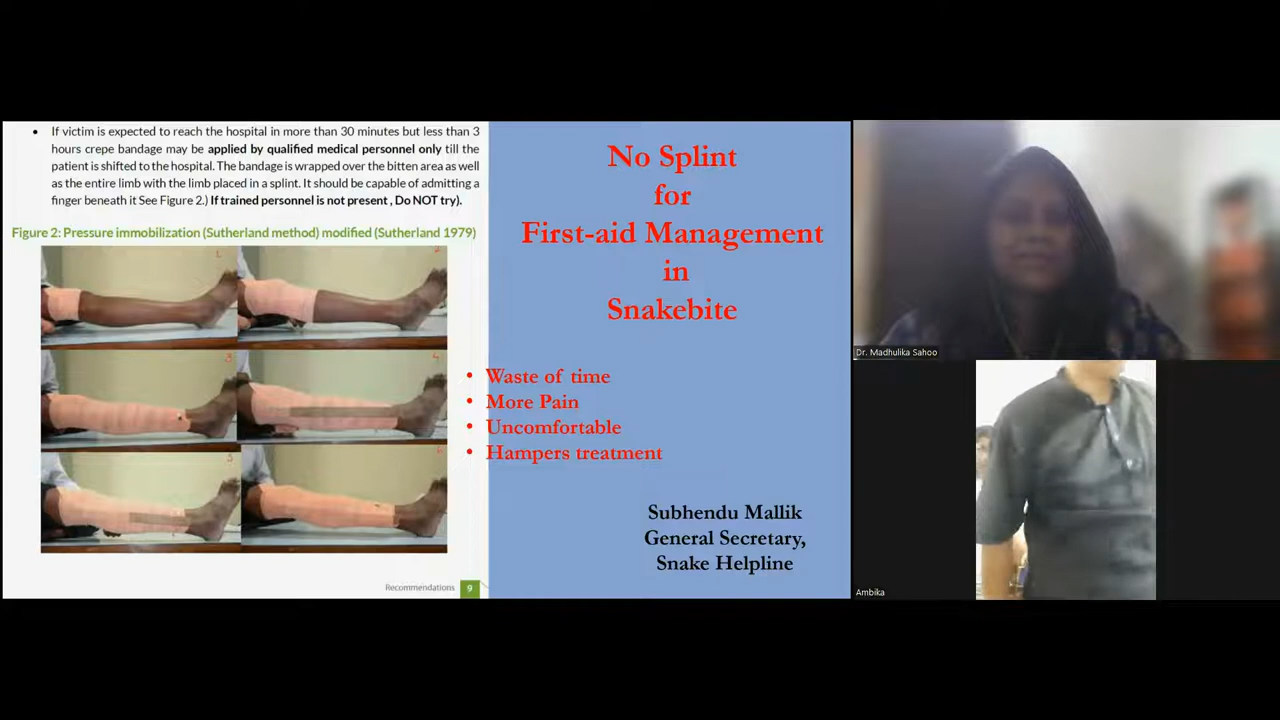 • If victim is expected to reach the hospital in more than 30 minutes but less than 3
hours crepe bandage may be applied by qualified medical personnel only till the
patient is shifted to the hospital. The bandage is wrapped over the bitten area as well
as the entire limb with the limb placed in a splint. It should be capable of admitting a
finger beneath it See Figure 2.) If trained personnel is not present , Do NOT try).
Figure 2: Pressure immobilization (Sutherland method) modified (Sutherland 1979)
1
3
4
5
Recommendations 9
No Splint
for
First-aid Management
in
Snakebite
• Waste of time
• More Pain
• Uncomfortable
• Hampers treatment
Subhendu Mallik
General Secretary,
Snake Helpline
Dr. Madhulika Sahoo
Ambika